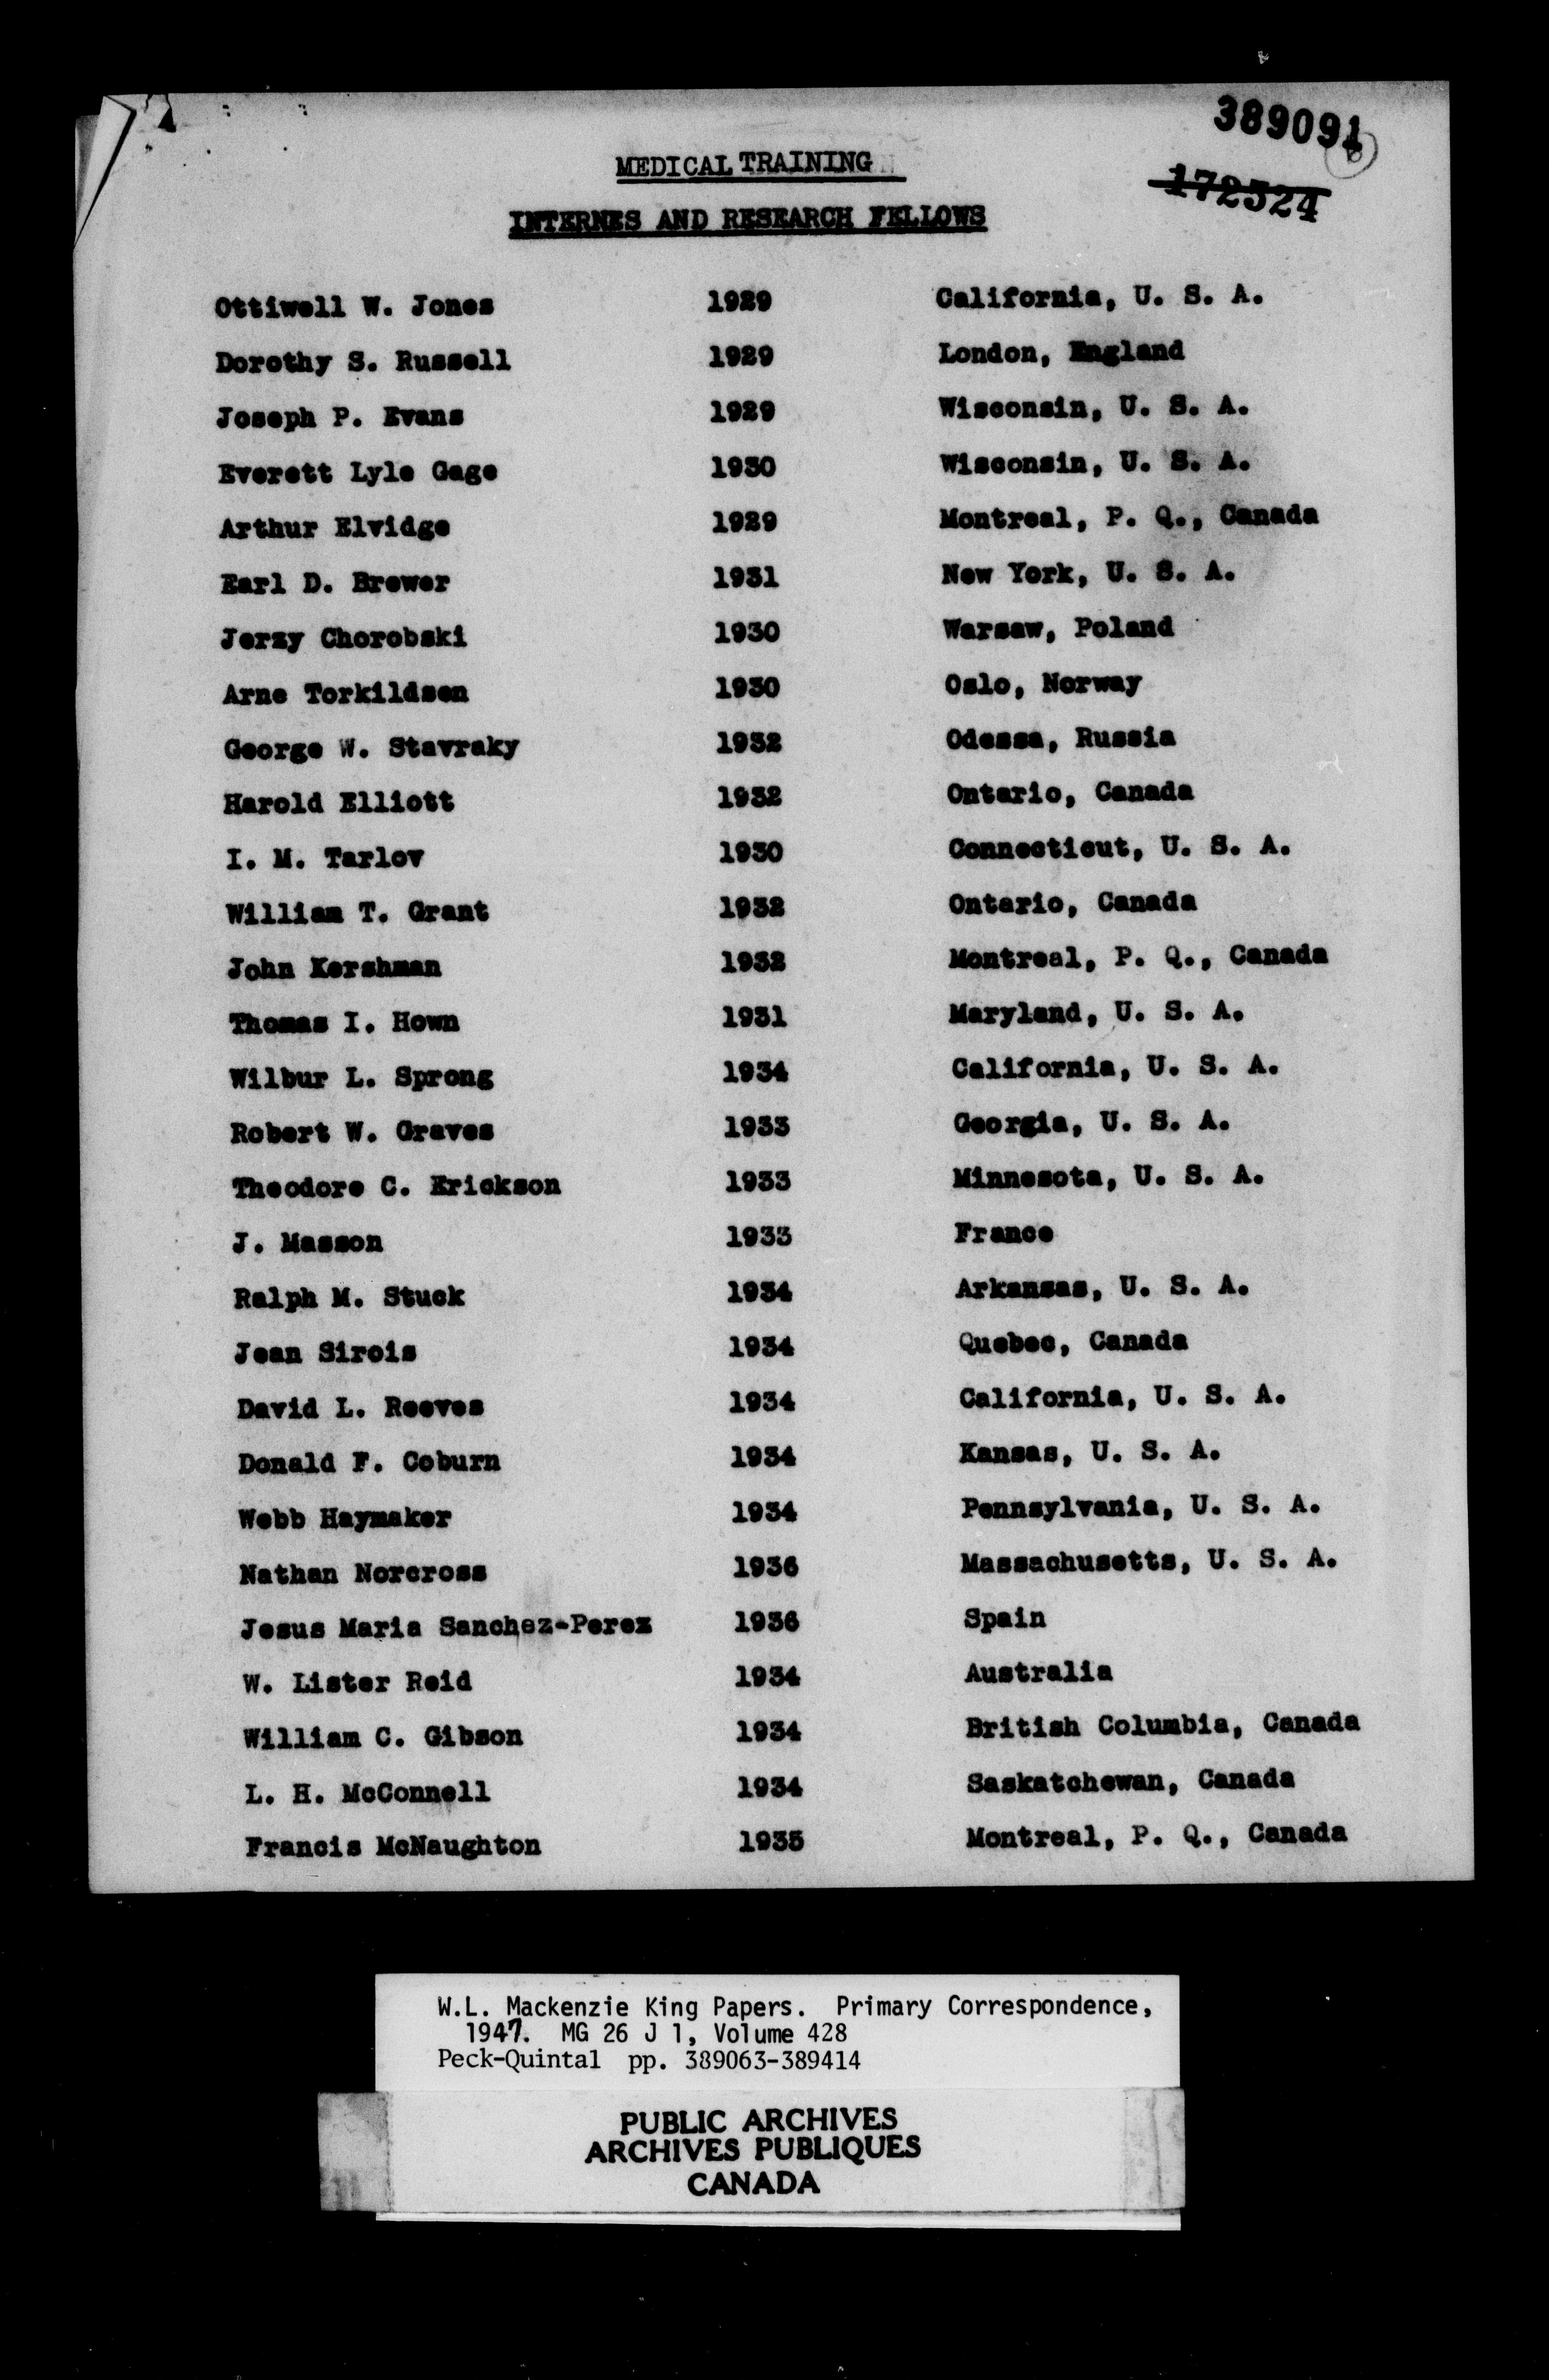 389091
172524
MEDICAL TRAINING
INTERNES AND RESEARCH FELLOWS
Ottiwell W. Jones 1929 California, U. S. A.
Dorothy S. Russell 1929 London, England
Joseph P. Evans 1929 Wisconsin, U. S. A.
Everett Lyle Gage 1930 Wisconsin, U. S. A.
Arthur Elvidge 1929 Montreal, P. Q., Canada
Earl D. Brewer 1931 New York, U. S. A.
Jerzy Chorobski 1930 Warsaw, Poland
Arne Torkildsen 1930 Oslo, Norway
George W. Stavraky 1932 Odessa, Russia
Harold Elliott 1932 Ontario, Canada
I. M. Tarlov 1930 Connecticut, U. S. A.
William T. Grant 1932 Ontario, Canada
John Kershman 1932 Montreal, P. Q., Canada
Thomas I. Hown 1931 Maryland, U. S. A.
Wilbur L. Sprong 1934 California, U. S. A.
Robert W. Graves 1933 Georgia, U. S. A.
Theodore C. Erickson 1933 Minnesota, U. S. A.
J. Masson 1933 France
Ralph M. Stuck 1934 Arkansas, U. S. A.
Jean Sirois 1934 Quebec, Canada
David L. Reeves 1934 California, U. S. A.
Donald F. Coburn 1934 Kansas, U. S. A.
Webb Haymaker 1934 Pennsylvania, U. S. A.
Nathan Norcross 1936 Massachusetts, U. S. A.
Jesus Maria Sanchez-Perez 1936 Spain
W. Lister Reid 1934 Australia
William C. Gibson 1934 British Columbia, Canada
L. H. McConnell 1934 Saskatchewan, Canada
Francis McNaughton 1935 Montreal, P. Q., Canada
W.L. Mackenzie King Papers. Primary Correspondence,
1947. MG 26 J 1, Volume 428
Peck-Quintal pp. 389063-389414
PUBLIC ARCHIVES
ARCHIVES PUBLIQUES
CANADA